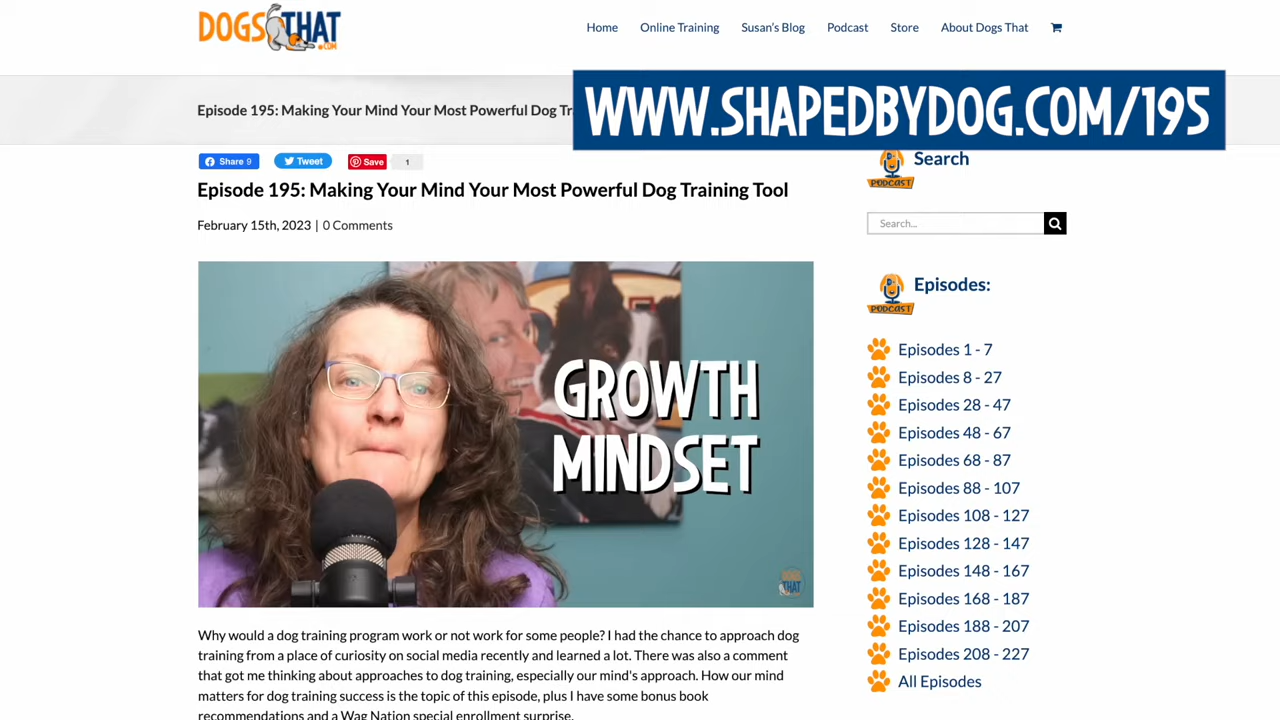 DOGSTHAT
.COM
Home Online Training Susan's Blog Podcast Store About Dogs That
Episode 195: Making Your Mind Your Most Powerful Dog Tr
WWW.SHAPEDBYDOG.COM/195
Share 9 Tweet Save 1
Episode 195: Making Your Mind Your Most Powerful Dog Training Tool
February 15th, 2023 | 0 Comments
GROWTH
MINDSET
DOGS
THAT
Why would a dog training program work or not work for some people? I had the chance to approach dog
training from a place of curiosity on social media recently and learned a lot. There was also a comment
that got me thinking about approaches to dog training, especially our mind's approach. How our mind
matters for dog training success is the topic of this episode, plus I have some bonus book
recommendations and a Wag Nation special enrollment surprise.
PODCAST
Search
Search...
PODCAST
Episodes:
Episodes 1 - 7
Episodes 8 - 27
Episodes 28 - 47
Episodes 48 - 67
Episodes 68 - 87
Episodes 88 - 107
Episodes 108 - 127
Episodes 128 - 147
Episodes 148 - 167
Episodes 168 - 187
Episodes 188 - 207
Episodes 208 - 227
All Episodes